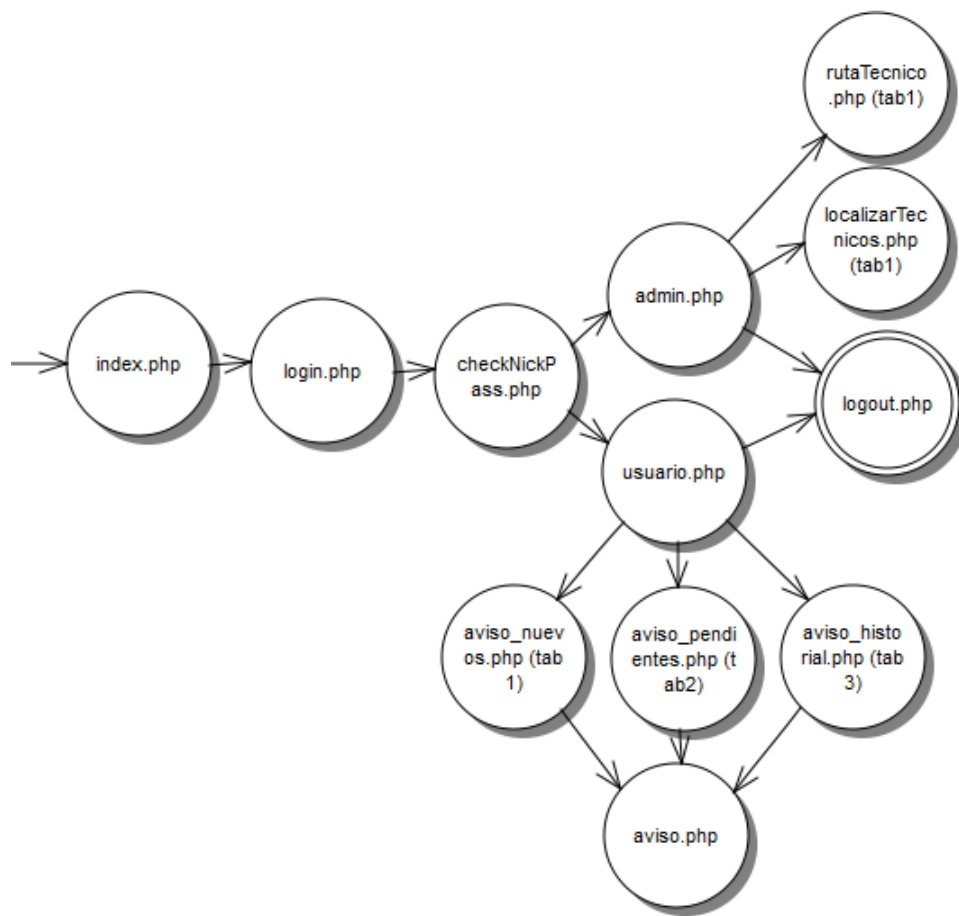 rutaTecnico
.php (tab1)
localizarTec
nicos.php
(tab1)
admin.php
index.php
login.php
checkNickP
ass.php
logout.php
usuario.php
aviso_nuev
os.php (tab
1)
aviso_pendi
entes.php (t
ab2)
aviso_histo
rial.php (tab
3)
aviso.php